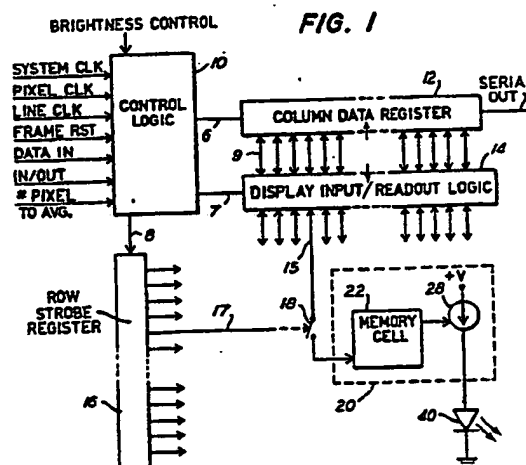 FIG. 1
BRIGHTNESS CONTROL
10
SYSTEM CLK
PIXEL CLK
LINE CLK
FRAME RST
DATA IN
IN/OUT
# PIXEL
TO AVG.
CONTROL
LOGIC
12
SERIAL
OUT
COLUMN DATA REGISTER
6
9
14
DISPLAY INPUT/READOUT LOGIC
7
8
15
ROW
STROBE
REGISTER
17
18
22
MEMORY
CELL
+V
28
20
16
40